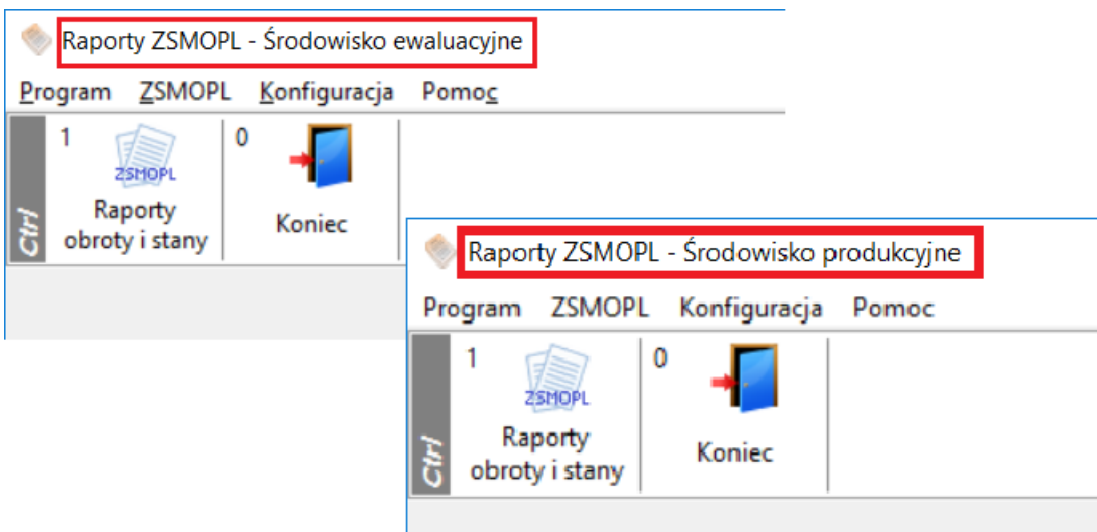 Raporty ZSMOPL - Środowisko ewaluacyjne
Program ZSMOPL Konfiguracja Pomoc
1 0
ZSMOPL
Raporty
obroty i stany
Koniec
Ctrl
Raporty ZSMOPL - Środowisko produkcyjne
Program ZSMOPL Konfiguracja Pomoc
1 0
ZSMOPL
Raporty
obroty i stany
Koniec
Ctrl